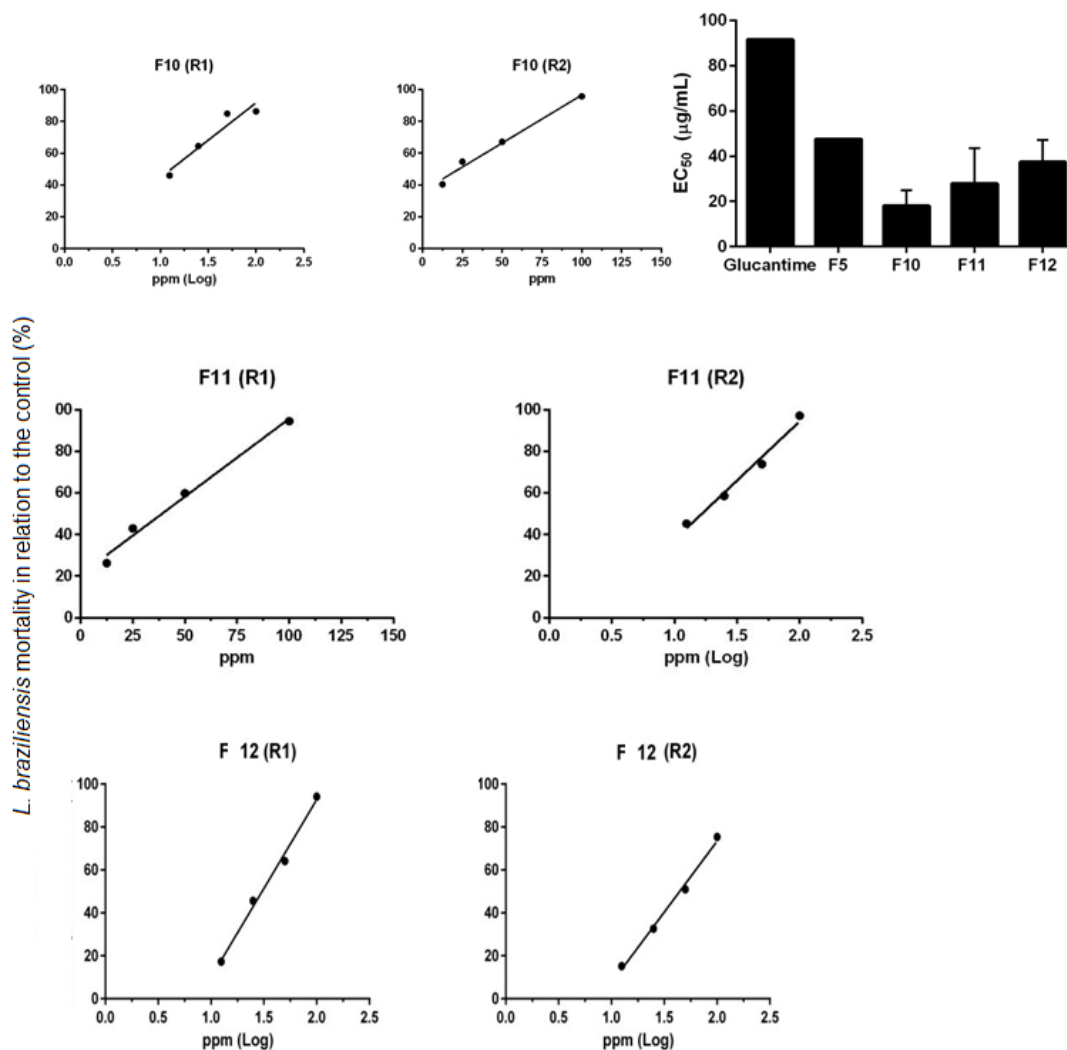 F10 (R1)
100
80
60
40
20
0
0.0 0.5 1.0 1.5 2.0 2.5
ppm (Log)
F10 (R2)
100
80
60
40
20
0
0 25 50 75 100 125 150
ppm
EC50 (µg/mL)
100
80
60
40
20
0
Glucantime F5 F10 F11 F12
L. braziliensis mortality in relation to the control (%)
F11 (R1)
00
80
60
40
20
0
0 25 50 75 100 125 150
ppm
F11 (R2)
100
80
60
40
20
0
0.0 0.5 1.0 1.5 2.0 2.5
ppm (Log)
F 12 (R1)
100
80
60
40
20
0
0.0 0.5 1.0 1.5 2.0 2.5
ppm (Log)
F 12 (R2)
100
80
60
40
20
0
0.0 0.5 1.0 1.5 2.0 2.5
ppm (Log)